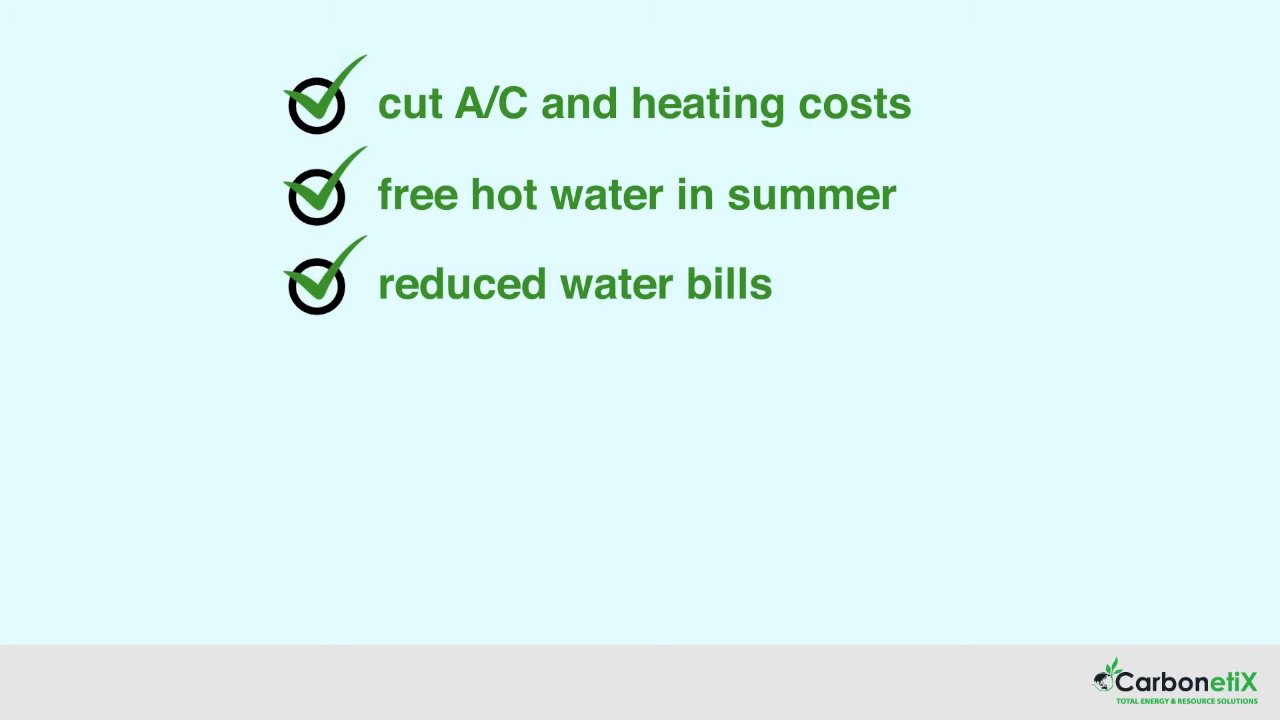 cut A/C and heating costs
free hot water in summer
reduced water bills
CarbonetiX
TOTAL ENERGY & RESOURCE SOLUTIONS